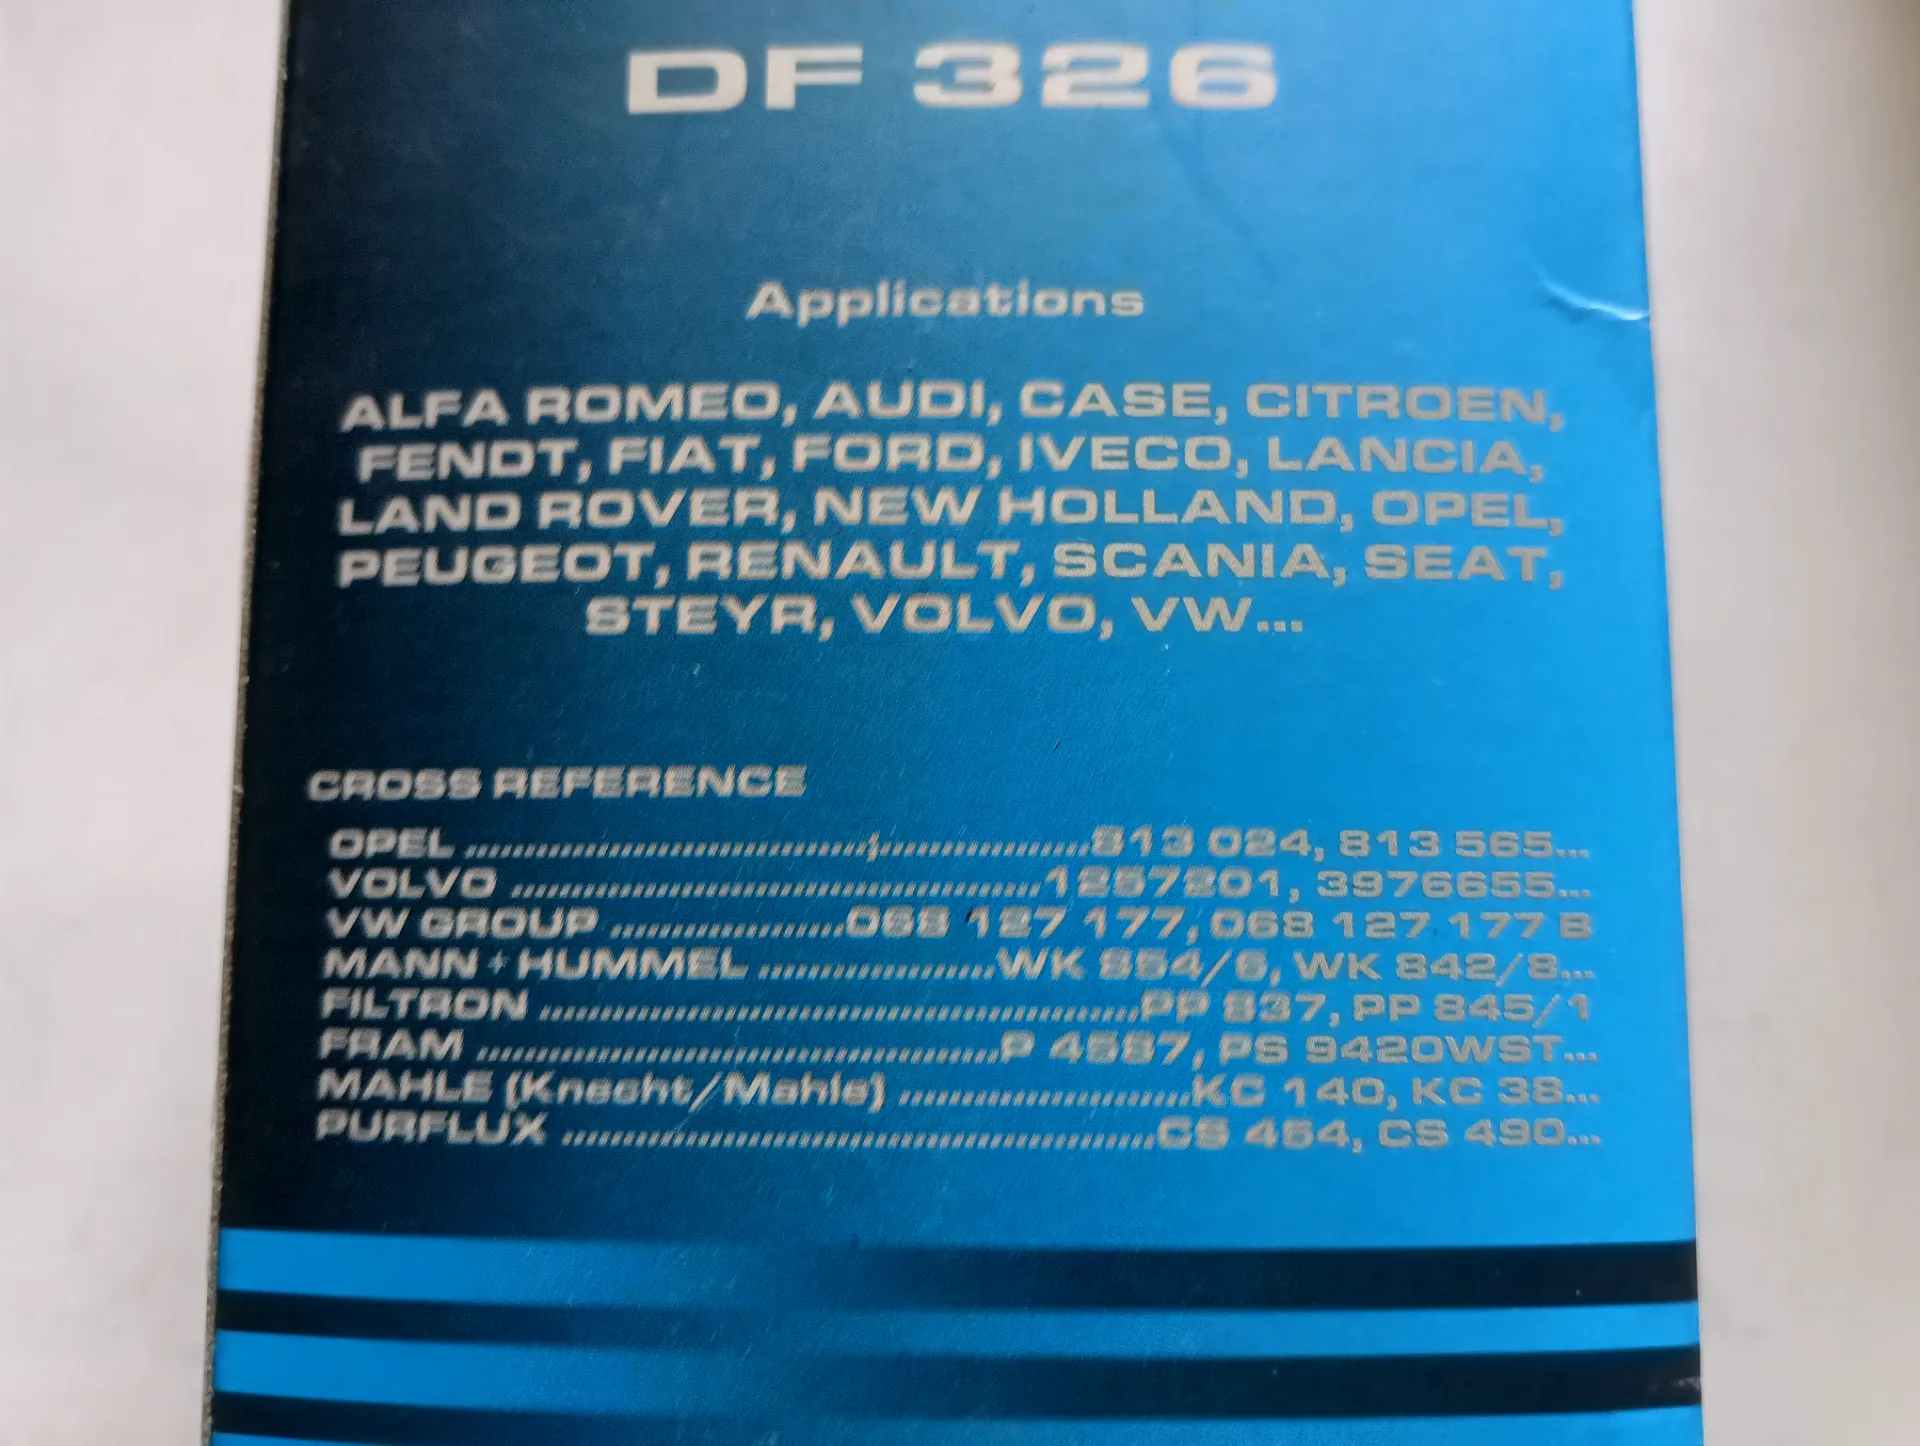 DF 326
Applications
ALFA ROMEO, AUDI, CASE, CITROEN,
FENDT, FIAT, FORD, IVECO, LANCIA,
LAND ROVER, NEW HOLLAND, OPEL,
PEUGEOT, RENAULT, SCANIA, SEAT,
STEYR, VOLVO, VW...
CROSS REFERENCE
OPEL ........................................ 813 024, 813 565...
VOLVO ........................................ 1257201, 3976655...
VW GROUP .................... 068 127 177, 068 127 177 B
MANN + HUMMEL .................... WK 854/6, WK 842/8...
FILTRON ........................................ PP 837, PP 845/1
FRAM ........................................ P 4587, PS 9420WST...
MAHLE (Knecht/Mahle) .................... KC 140, KC 38...
PURFLUX ........................................ CS 454, CS 490...